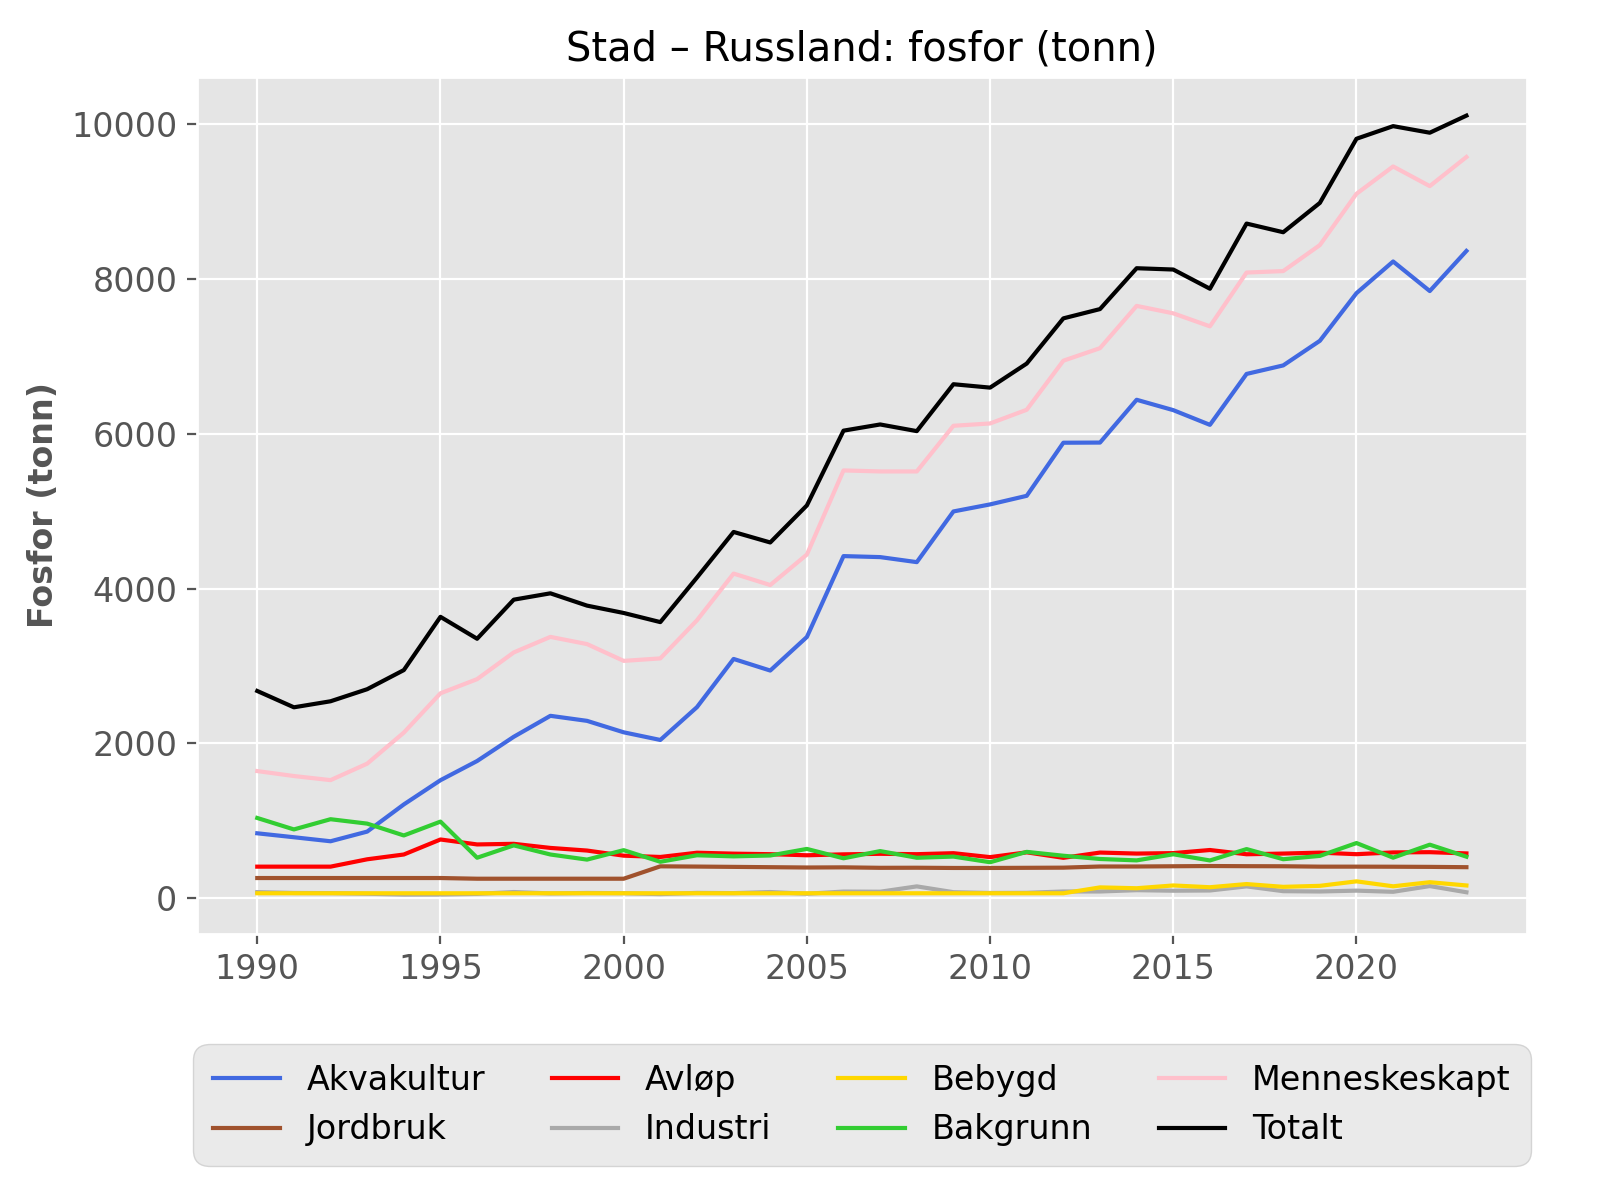 Stad – Russland: fosfor (tonn)
Fosfor (tonn)
10000
8000
6000
4000
2000
0
1990 1995 2000 2005 2010 2015 2020
Akvakultur Avløp Bebygd Menneskeskapt
Jordbruk Industri Bakgrunn Totalt